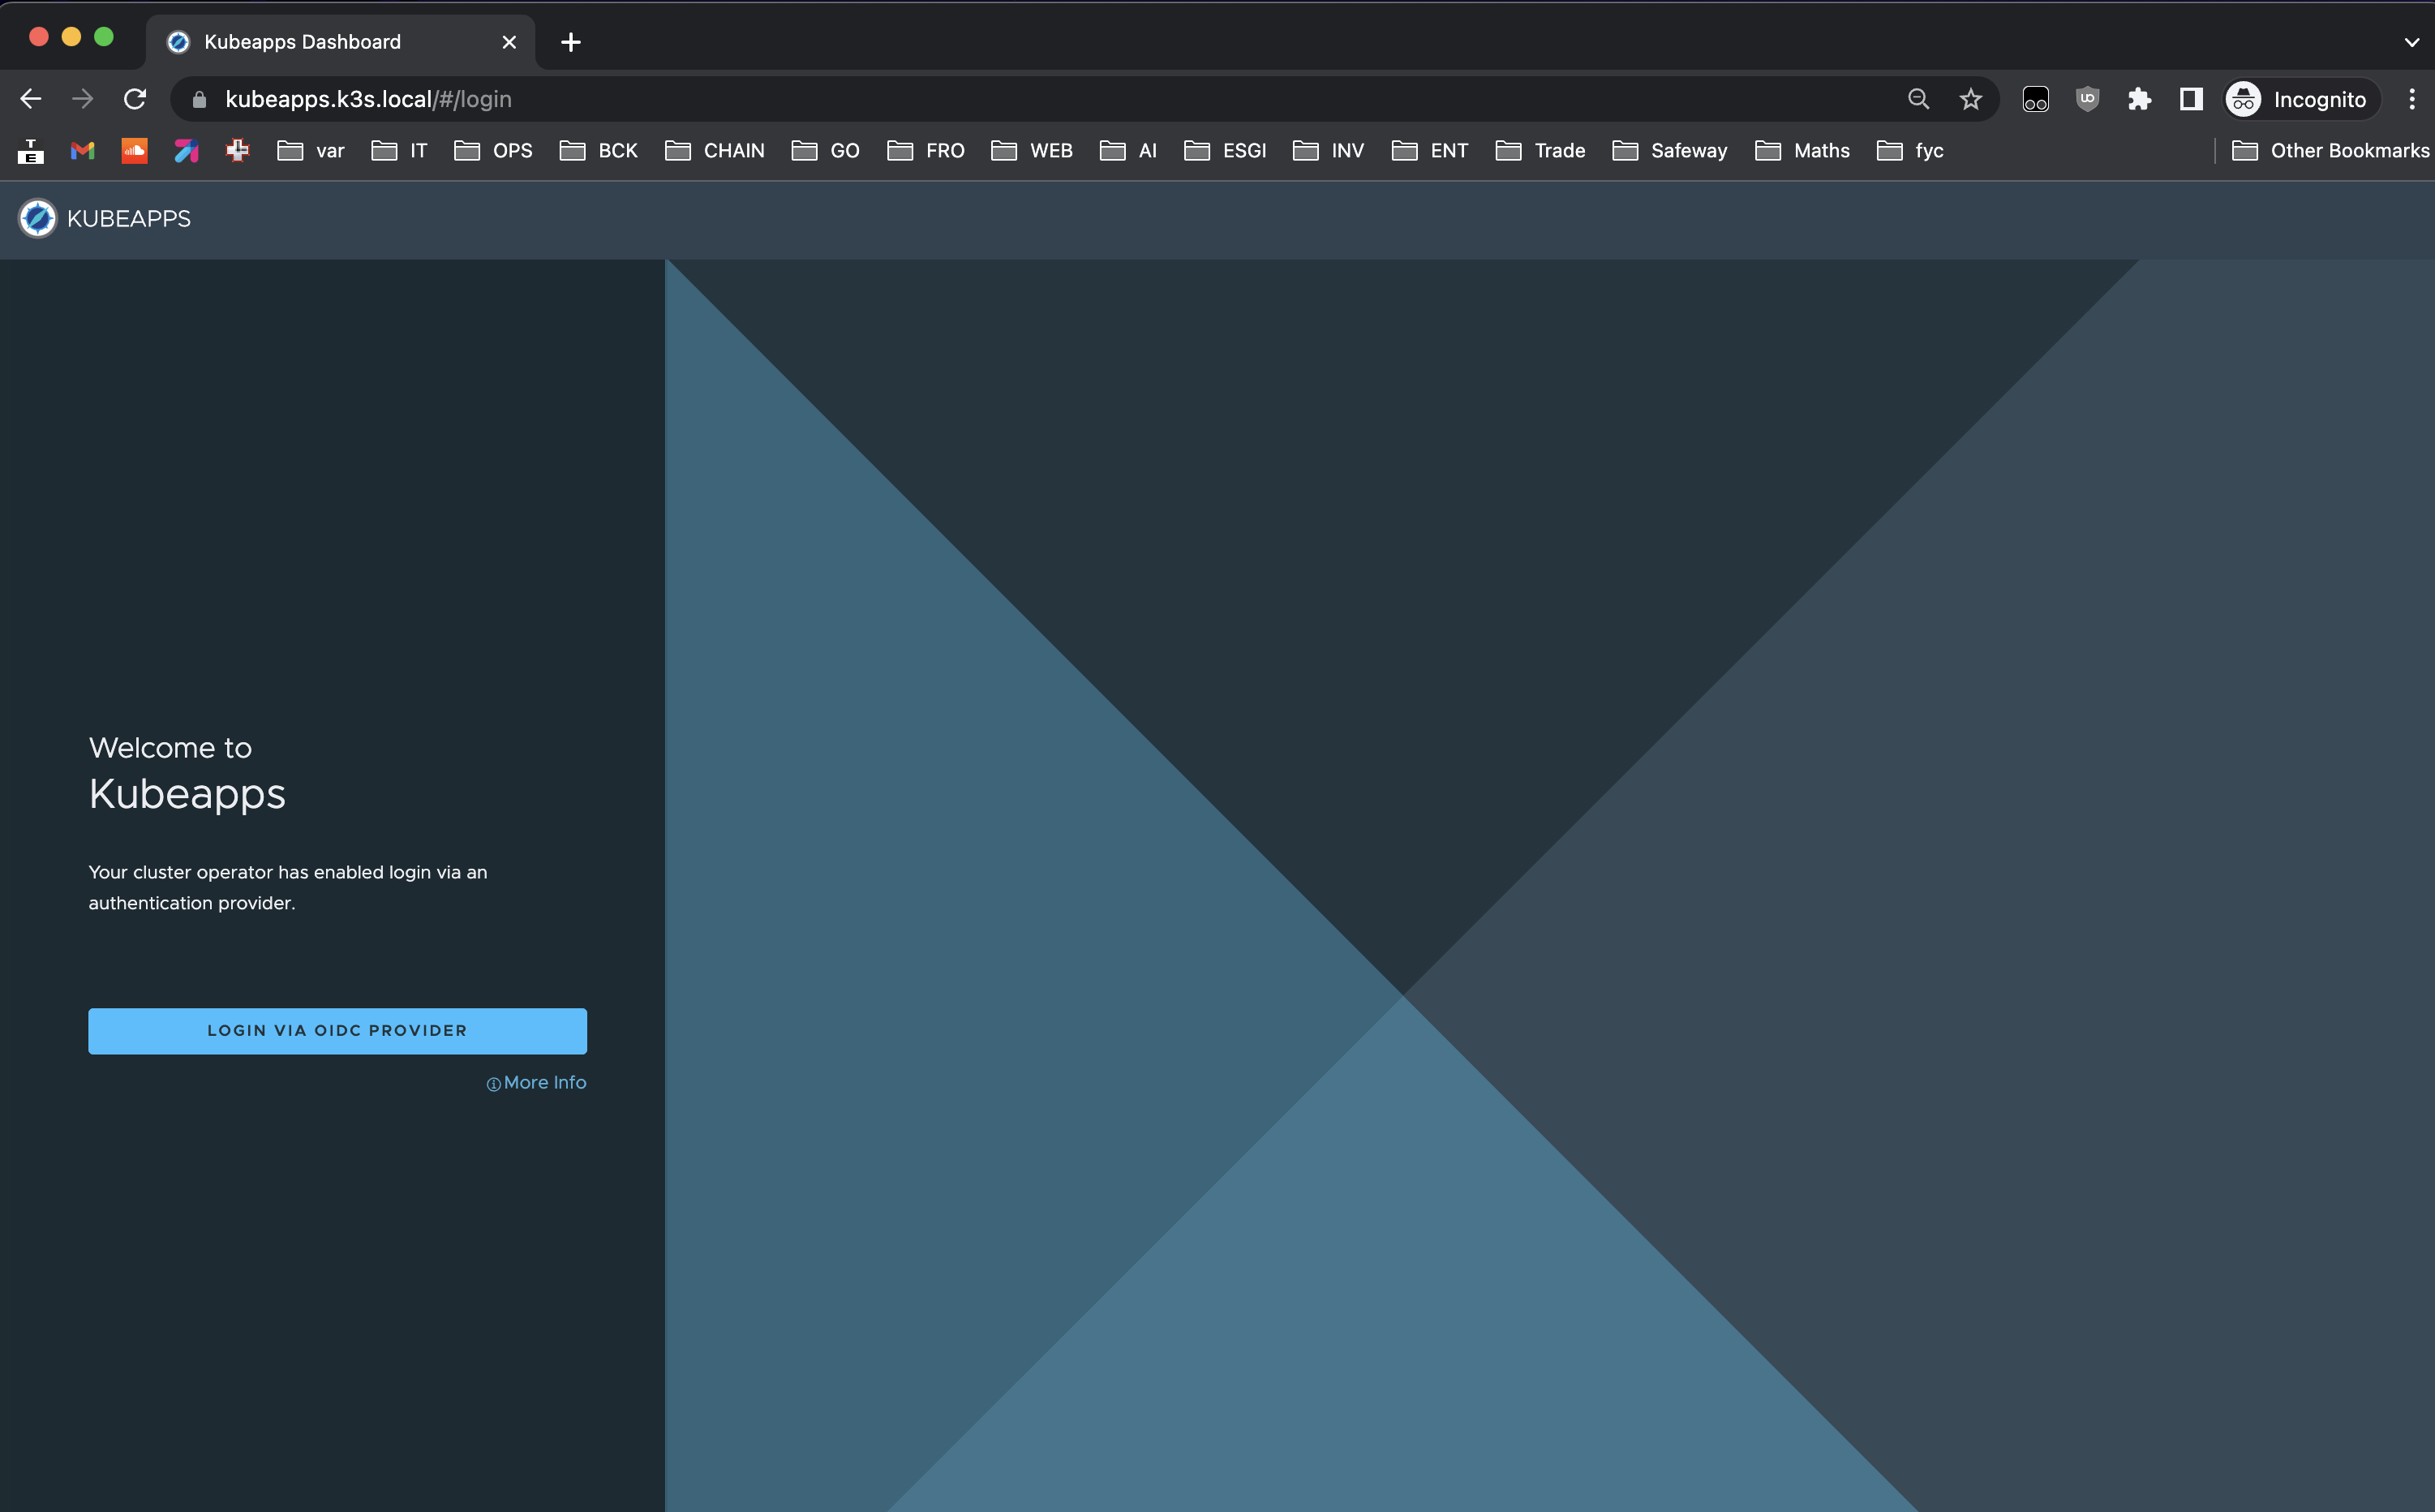 Kubeapps Dashboard
kubeapps.k3s.local/#/login
Incognito
T
E
var IT OPS BCK CHAIN GO FRO WEB AI ESGI INV ENT Trade Safeway Maths fyc Other Bookmarks
KUBEAPPS
Welcome to
Kubeapps
Your cluster operator has enabled login via an
authentication provider.
LOGIN VIA OIDC PROVIDER
More Info